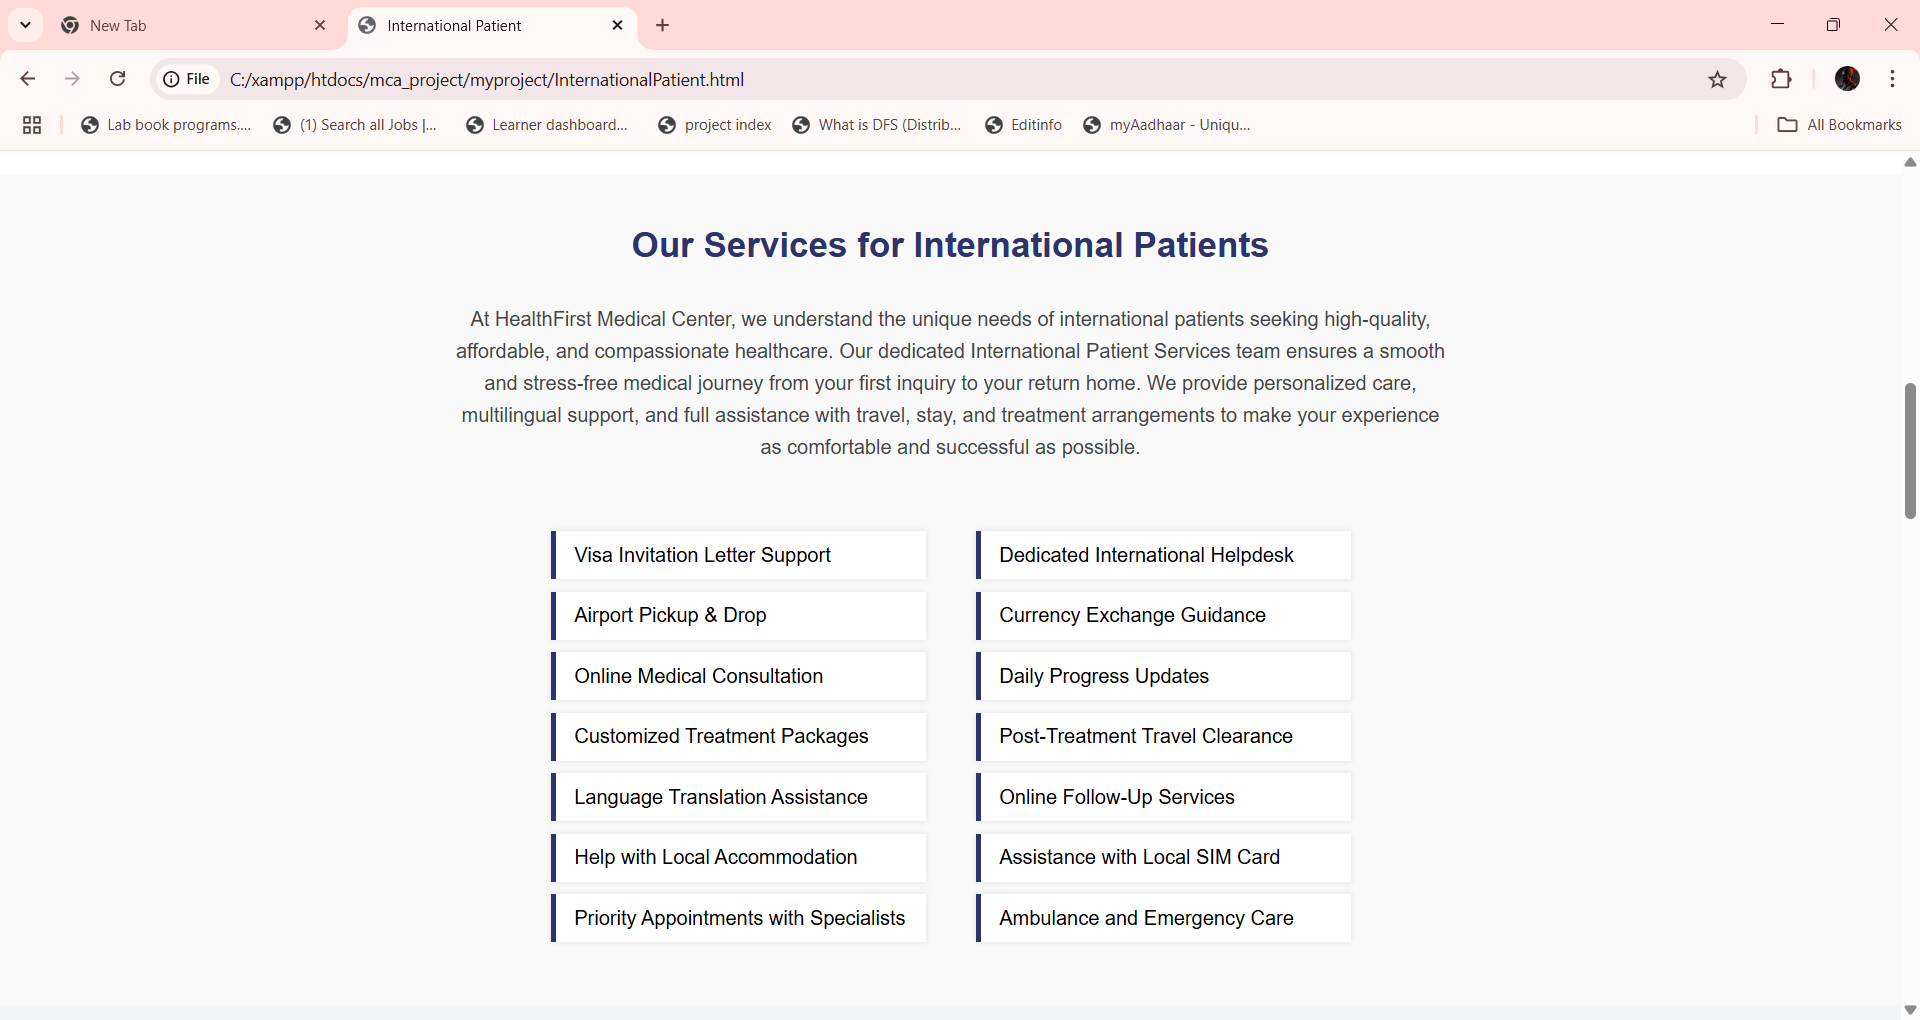 New Tab
International Patient
File
C:/xampp/htdocs/mca_project/myproject/InternationalPatient.html
Lab book programs....
(1) Search all Jobs |...
Learner dashboard...
project index
What is DFS (Distrib...
Editinfo
myAadhaar - Uniqu...
All Bookmarks
Our Services for International Patients
At HealthFirst Medical Center, we understand the unique needs of international patients seeking high-quality,
affordable, and compassionate healthcare. Our dedicated International Patient Services team ensures a smooth
and stress-free medical journey from your first inquiry to your return home. We provide personalized care,
multilingual support, and full assistance with travel, stay, and treatment arrangements to make your experience
as comfortable and successful as possible.
Visa Invitation Letter Support
Airport Pickup & Drop
Online Medical Consultation
Customized Treatment Packages
Language Translation Assistance
Help with Local Accommodation
Priority Appointments with Specialists
Dedicated International Helpdesk
Currency Exchange Guidance
Daily Progress Updates
Post-Treatment Travel Clearance
Online Follow-Up Services
Assistance with Local SIM Card
Ambulance and Emergency Care